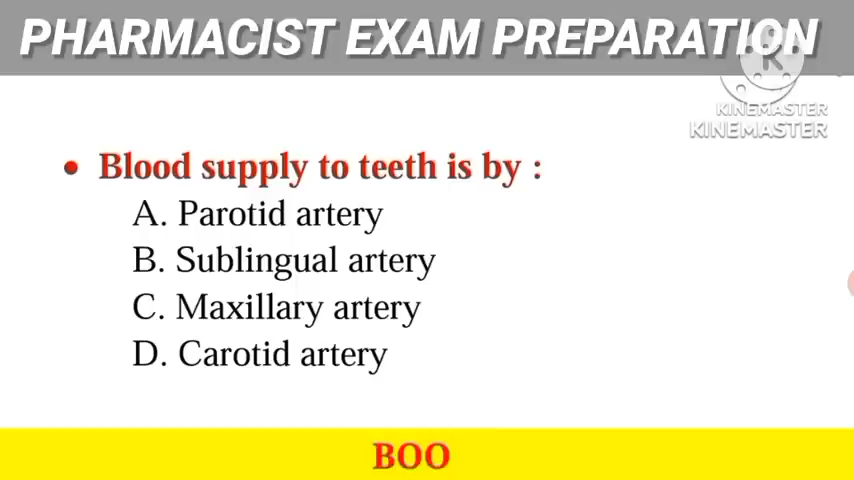 PHARMACIST EXAM PREPARATION
K
KINEMASTER
KINEMASTER
• Blood supply to teeth is by :
A. Parotid artery
B. Sublingual artery
C. Maxillary artery
D. Carotid artery
BOO